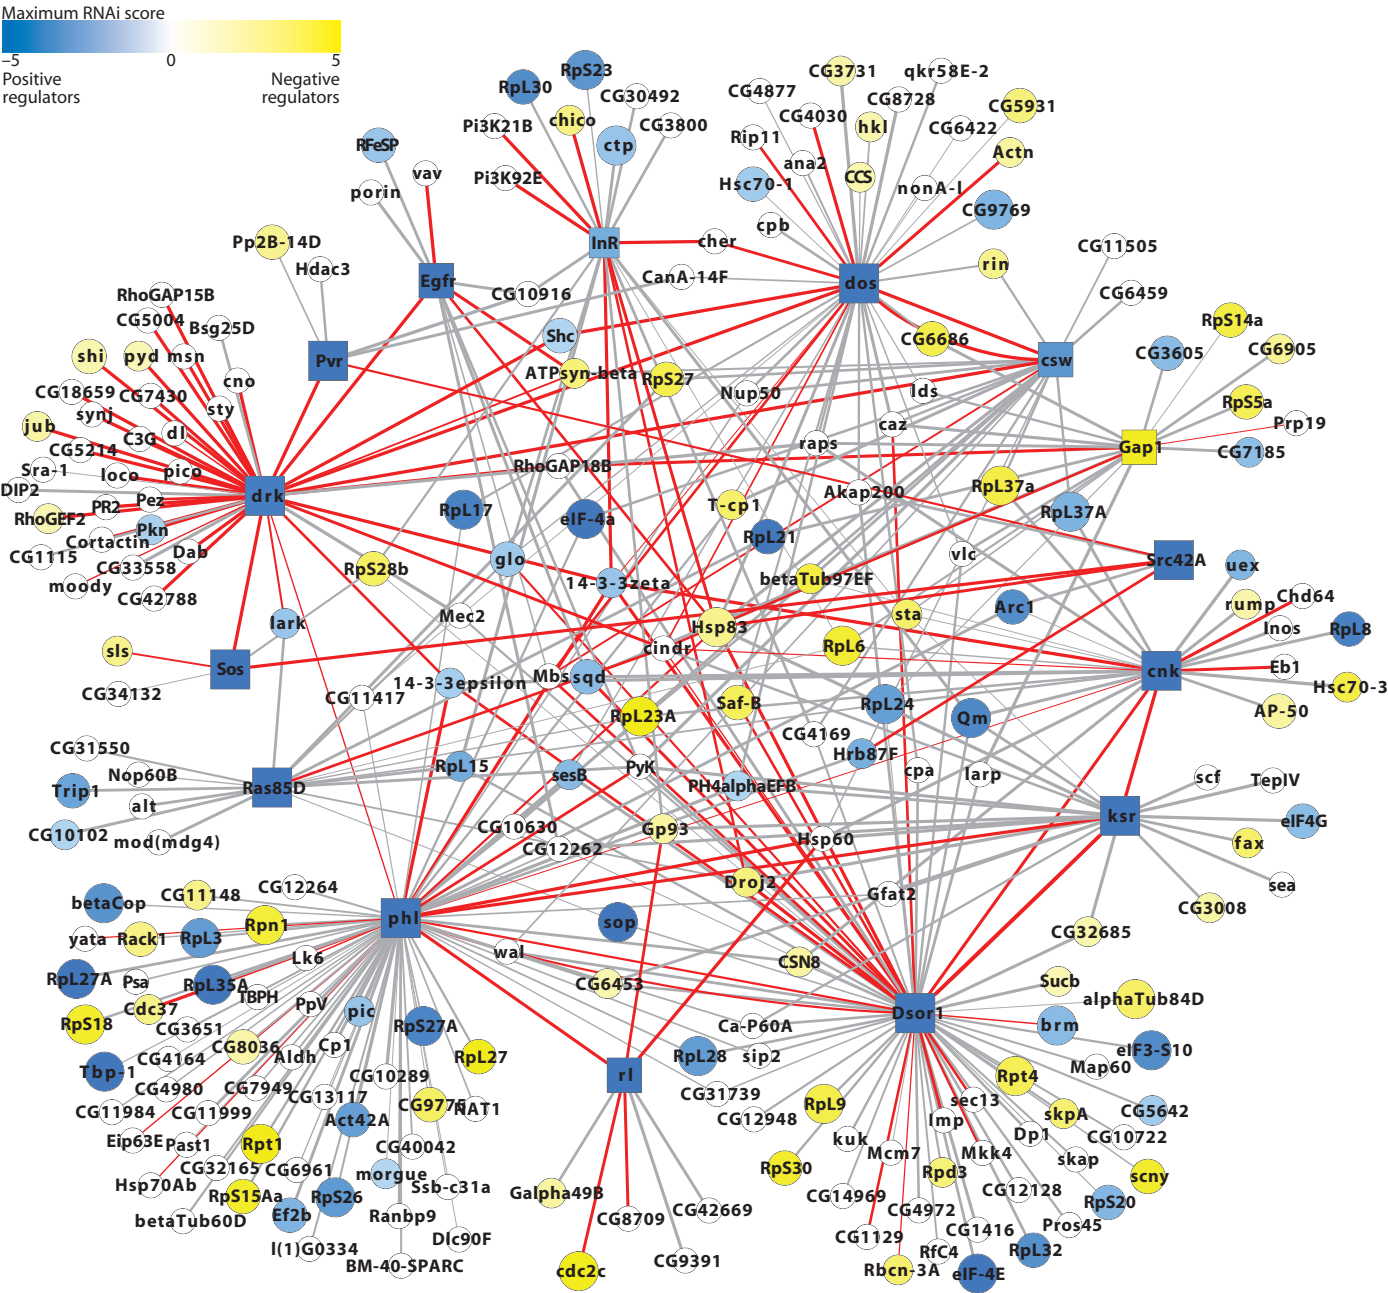 Maximum RNAi score
–5 0 5
Positive regulators
Negative regulators
RpS23
RpL30
CG30492
Pi3K21B
chico
CG3800
ctp
Pi3K92E
CG3731
qkr58E-2
CG4877
CG8728
CG5931
CG4030
hkl
CG6422
Rip11
Actn
ana2
CCS
Hsc70-1
nonA-l
CG9769
cpb
RFeSP
vav
porin
Pp2B-14D
Hdac3
InR
cher
CG11505
rin
CanA-14F
Egfr
dos
CG10916
CG6459
RhoGAP15B
CG5004
Bsg25D
RpS14a
Shc
CG6686
shi
pyd
msn
Pvr
csw
CG3605
CG6905
ATPsyn-beta
RpS27
cno
CG18659
CG7430
Nup50
lds
RpS5a
synj
sty
jub
C3G
dl
caz
Prp19
CG5214
raps
Gap1
CG7185
Sra-1
loco
pico
RhoGAP18B
DIP2
drk
Akap200
RpL37a
PR2
Pez
T-cp1
RhoGEF2
Pkn
RpL17
eIF-4a
RpL37A
Cortactin
RpL21
Dab
CG1115
CG33558
glo
vlc
Src42A
moody
RpS28b
14-3-3zeta
betaTub97EF
uex
CG42788
Arc1
rump
Chd64
lark
Mec2
Hsp83
sta
Inos
RpL8
sls
cindr
RpL6
Sos
Mbs
sqd
cnk
Eb1
14-3-3epsilon
Hsc70-3
CG34132
CG11417
Saf-B
RpL24
RpL23A
Qm
AP-50
CG31550
CG4169
Hrb87F
Nop60B
RpL15
sesB
PyK
cpa
larp
scf
TepIV
Trip1
Ras85D
PH4alphaEFB
alt
ksr
eIF4G
CG10102
mod(mdg4)
CG10630
Gp93
CG12262
Hsp60
fax
Droj2
Gfat2
sea
CG12264
CG11148
betaCop
CG3008
phl
sop
Rpn1
CG32685
yata
Rack1
RpL3
wal
Lk6
CSN8
RpL27A
Psa
RpL35A
CG6453
Sucb
TBPH
PpV
alphaTub84D
Cdc37
pic
Dsor1
RpS18
CG3651
RpS27A
Ca-P60A
brm
CG8036
Cp1
Aldh
RpL27
RpL28
sip2
eIF3-S10
CG4164
Map60
Tbp-1
CG10289
rl
Rpt4
CG4980
CG7949
CG13117
CG31739
sec13
CG11984
CG11999
CG9775
NAT1
RpL9
Imp
skpA
CG5642
Act42A
CG12948
Eip63E
Past1
Rpt1
CG40042
kuk
Dp1
CG10722
Mcm7
Mkk4
skap
CG32165
CG6961
morgue
RpS30
Rpd3
scny
Hsp70Ab
RpS15Aa
RpS26
Ssb-c31a
Galpha49B
CG14969
CG12128
RpS20
betaTub60D
Ef2b
Ranbp9
CG8709
CG42669
CG4972
CG1416
Pros45
Dlc90F
CG1129
l(1)G0334
RfC4
RpL32
BM-40-SPARC
CG9391
cdc2c
Rbcn-3A
eIF-4E